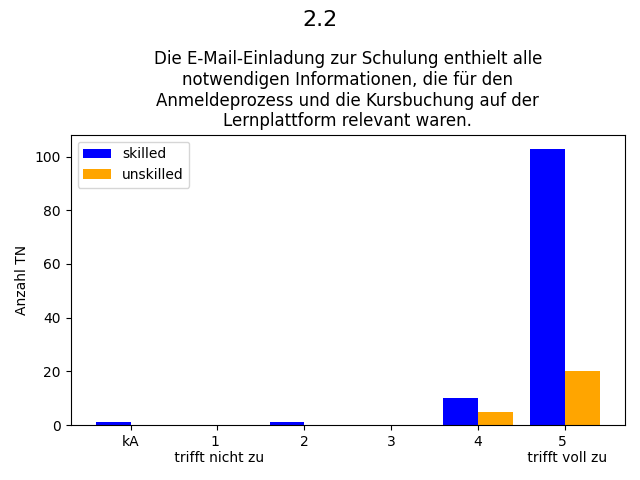 2.2
Die E-Mail-Einladung zur Schulung enthielt alle
notwendigen Informationen, die für den
Anmeldeprozess und die Kursbuchung auf der
Lernplattform relevant waren.
skilled
unskilled
Anzahl TN
100
80
60
40
20
0
kA 1 2 3 4 5
trifft nicht zu trifft voll zu